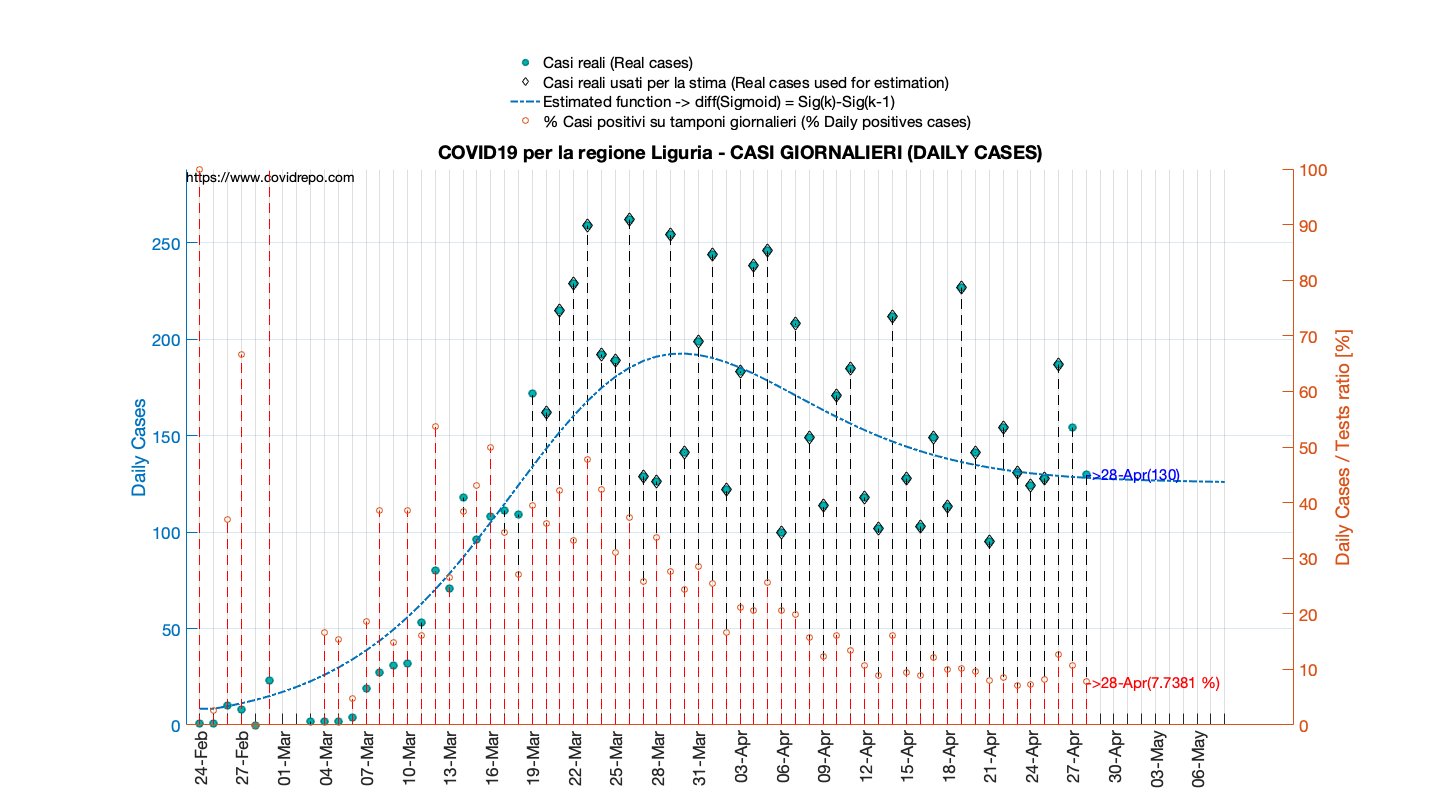 Casi reali (Real cases)
Casi reali usati per la stima (Real cases used for estimation)
Estimated function -> diff(Sigmoid) = Sig(k)-Sig(k-1)
% Casi positivi su tamponi giornalieri (% Daily positives cases)
COVID19 per la regione Liguria - CASI GIORNALIERI (DAILY CASES)
https://www.covidrepo.com
Daily Cases
250
200
150
100
50
0
100
90
80
70
60
50
40
30
20
10
0
Daily Cases / Tests ratio [%]
->28-Apr(130)
->28-Apr(7.7381 %)
24-Feb
27-Feb
01-Mar
04-Mar
07-Mar
10-Mar
13-Mar
16-Mar
19-Mar
22-Mar
25-Mar
28-Mar
31-Mar
03-Apr
06-Apr
09-Apr
12-Apr
15-Apr
18-Apr
21-Apr
24-Apr
27-Apr
30-Apr
03-May
06-May